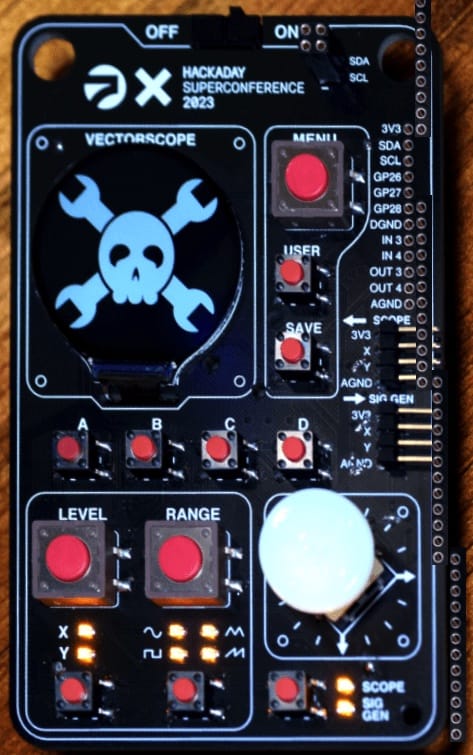 OFF
ON
SDA
SCL
HACKADAY
SUPERCONFERENCE
2023
VECTORSCOPE
MENU
USER
SAVE
3V3
SDA
SCL
GP26
GP27
GP28
DGND
IN 3
IN 4
OUT 3
OUT 4
AGND
SCOPE
3V3
X
Y
AGND
SIG GEN
3V3
X
Y
AGND
A
B
C
D
LEVEL
RANGE
X
Y
SCOPE
SIG
GEN